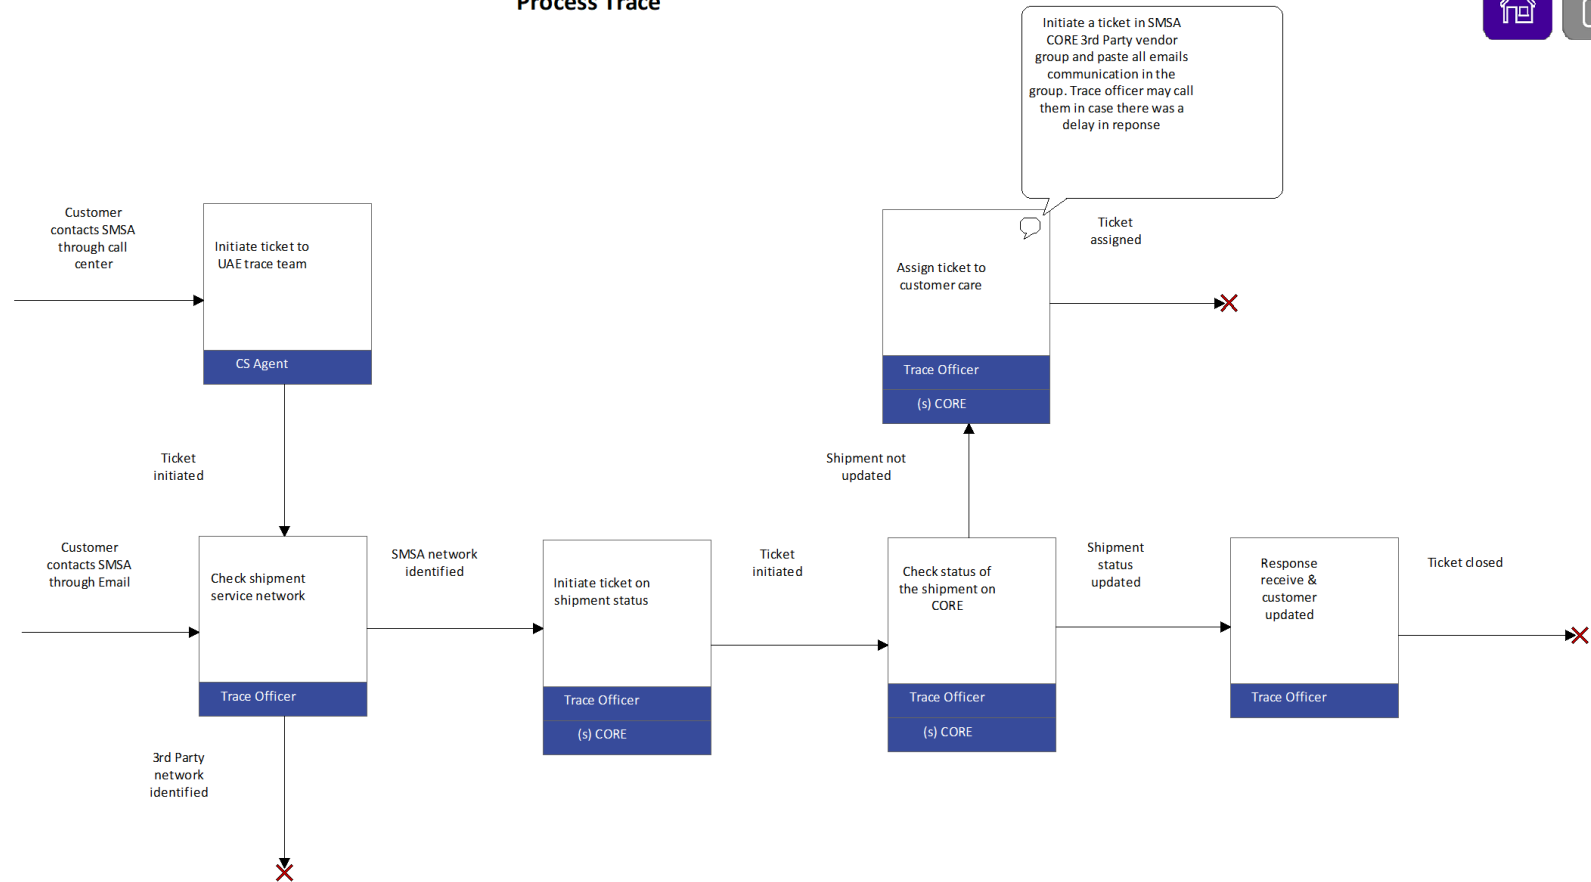 Process Trace
Initiate a ticket in SMSA
CORE 3rd Party vendor
group and paste all emails
communication in the
group. Trace officer may call
them in case there was a
delay in reponse
Customer
contacts SMSA
through call
center
Initiate ticket to
UAE trace team
CS Agent
Assign ticket to
customer care
Trace Officer
(s) CORE
Ticket
assigned
Ticket
initiated
Shipment not
updated
Customer
contacts SMSA
through Email
Check shipment
service network
Trace Officer
SMSA network
identified
Initiate ticket on
shipment status
Trace Officer
(s) CORE
Ticket
initiated
Check status of
the shipment on
CORE
Trace Officer
(s) CORE
Shipment
status
updated
Response
receive &
customer
updated
Trace Officer
Ticket closed
3rd Party
network
identified